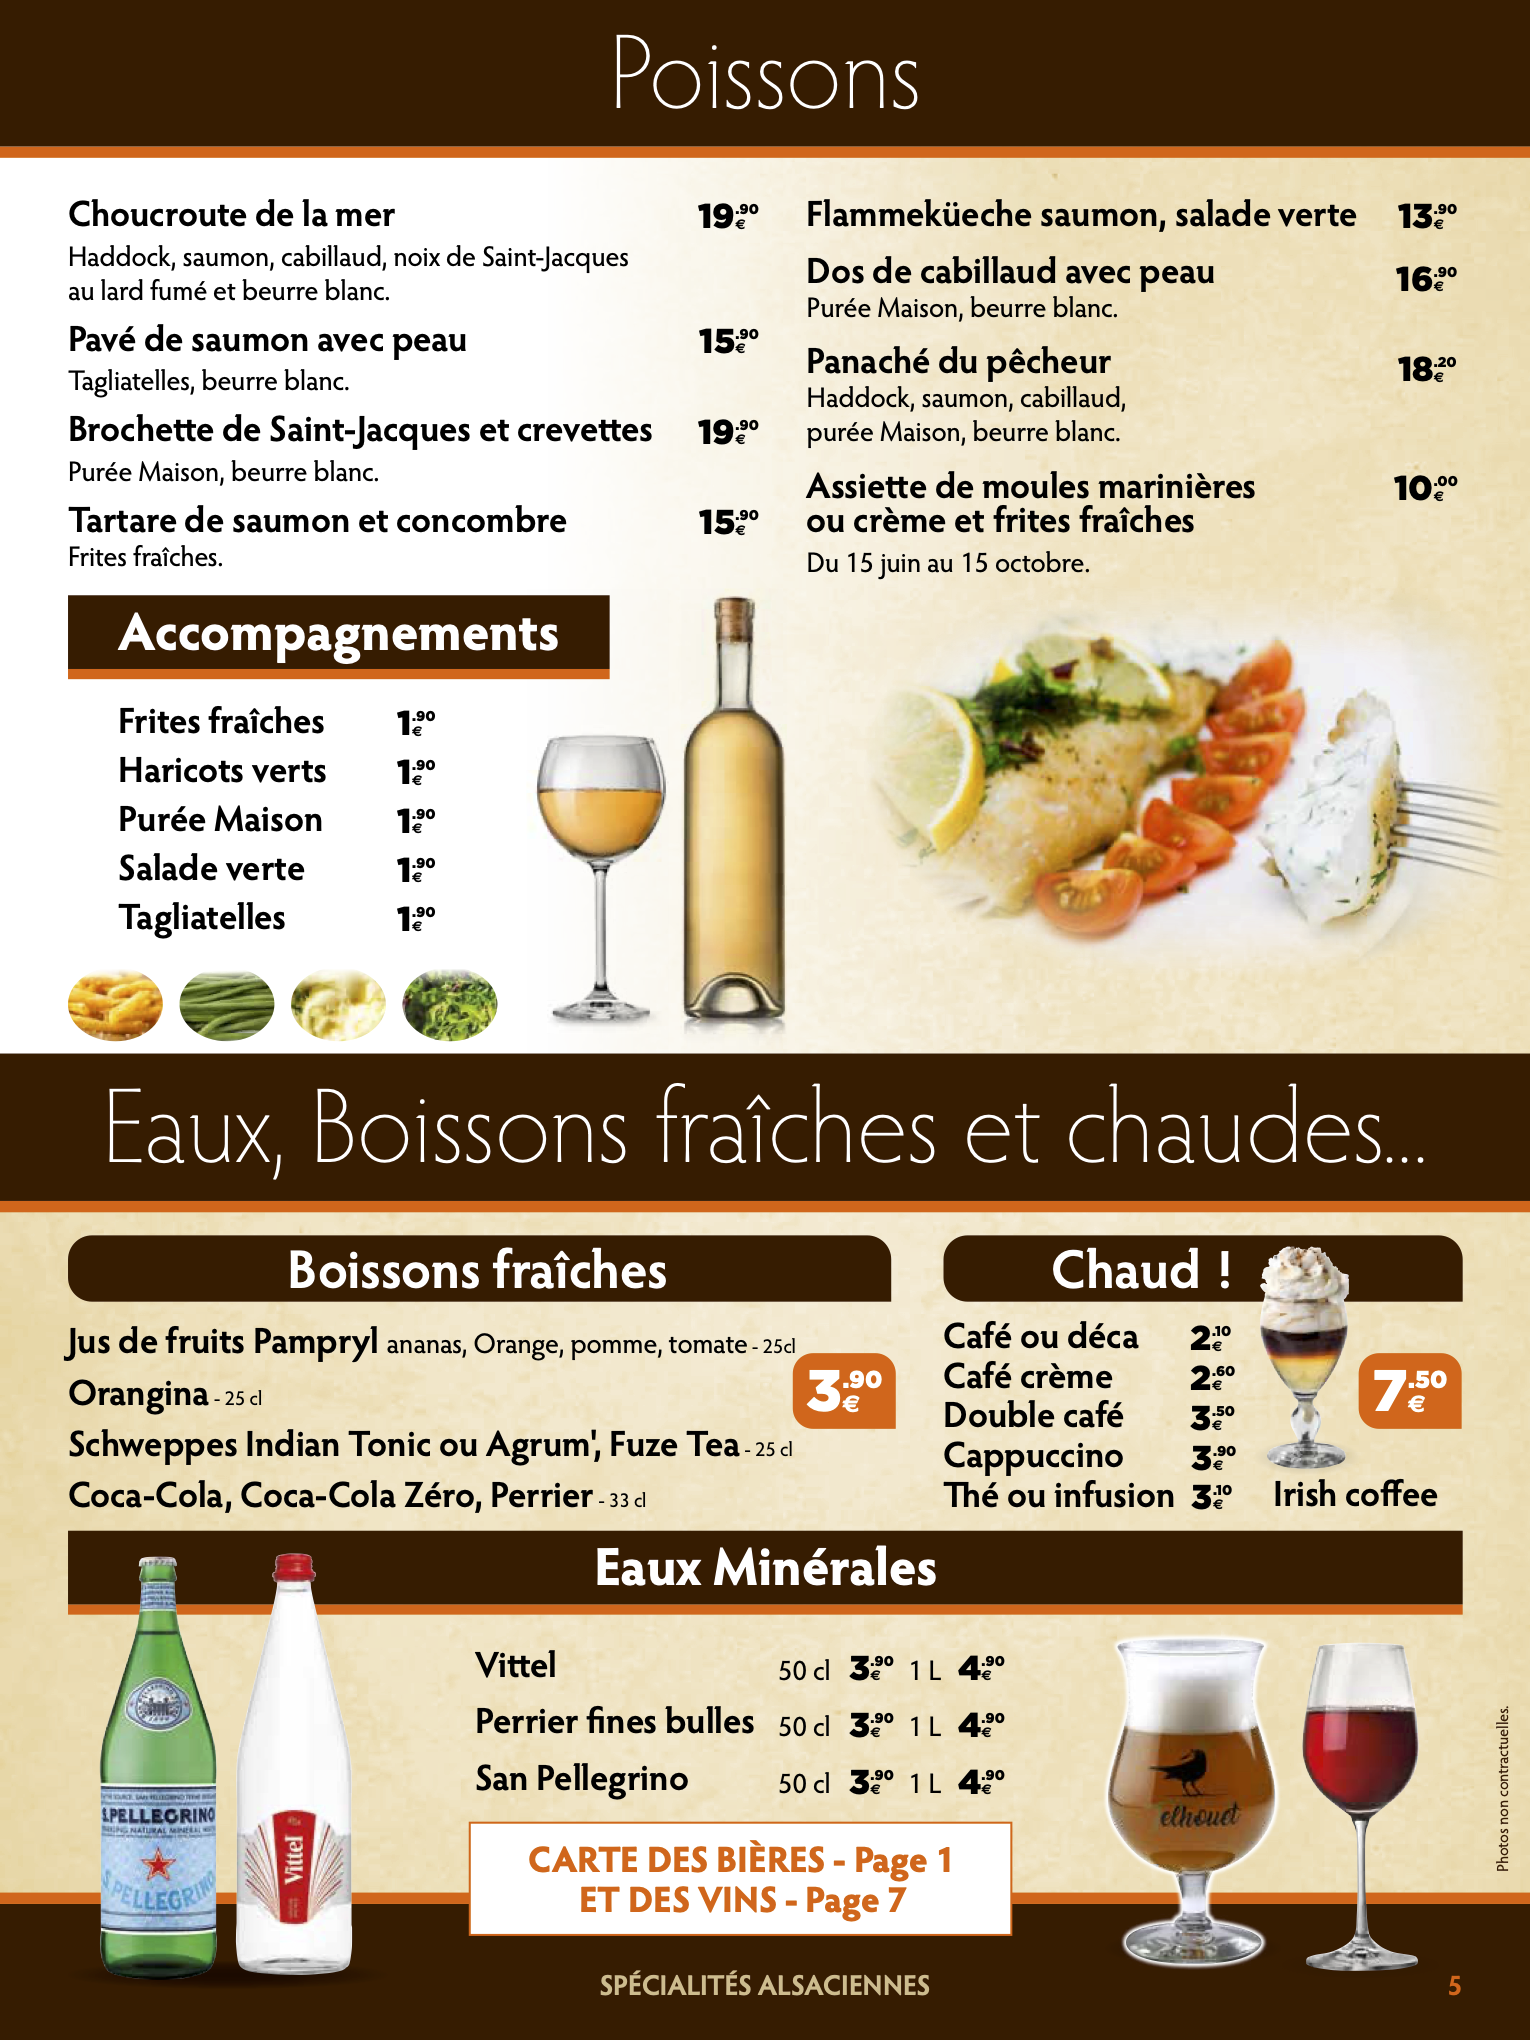 Poissons
Choucroute de la mer 19.90€
Haddock, saumon, cabillaud, noix de Saint-Jacques
au lard fumé et beurre blanc.
Pavé de saumon avec peau 15.90€
Tagliatelles, beurre blanc.
Brochette de Saint-Jacques et crevettes 19.90€
Purée Maison, beurre blanc.
Tartare de saumon et concombre 15.90€
Frites fraîches.
Flammeküeche saumon, salade verte 13.90€
Dos de cabillaud avec peau 16.90€
Purée Maison, beurre blanc.
Panaché du pêcheur 18.20€
Haddock, saumon, cabillaud,
purée Maison, beurre blanc.
Assiette de moules marinières 10.00€
ou crème et frites fraîches
Du 15 juin au 15 octobre.
Accompagnements
Frites fraîches 1.90€
Haricots verts 1.90€
Purée Maison 1.90€
Salade verte 1.90€
Tagliatelles 1.90€
Eaux, Boissons fraîches et chaudes...
Boissons fraîches
Jus de fruits Pampryl ananas, Orange, pomme, tomate - 25cl
Orangina - 25 cl
Schweppes Indian Tonic ou Agrum', Fuze Tea - 25 cl
Coca-Cola, Coca-Cola Zéro, Perrier - 33 cl
3.90€
Chaud !
Café ou déca 2.10€
Café crème 2.60€
Double café 3.50€
Cappuccino 3.90€
Thé ou infusion 3.10€
7.50€
Irish coffee
Eaux Minérales
Vittel 50 cl 3.90€ 1 L 4.90€
Perrier fines bulles 50 cl 3.90€ 1 L 4.90€
San Pellegrino 50 cl 3.90€ 1 L 4.90€
S.PELLEGRINO
SPARKLING NATURAL MINERAL WATER
S.PELLEGRINO
Vittel
elhouet
CARTE DES BIÈRES - Page 1
ET DES VINS - Page 7
Photos non contractuelles.
SPÉCIALITÉS ALSACIENNES
5